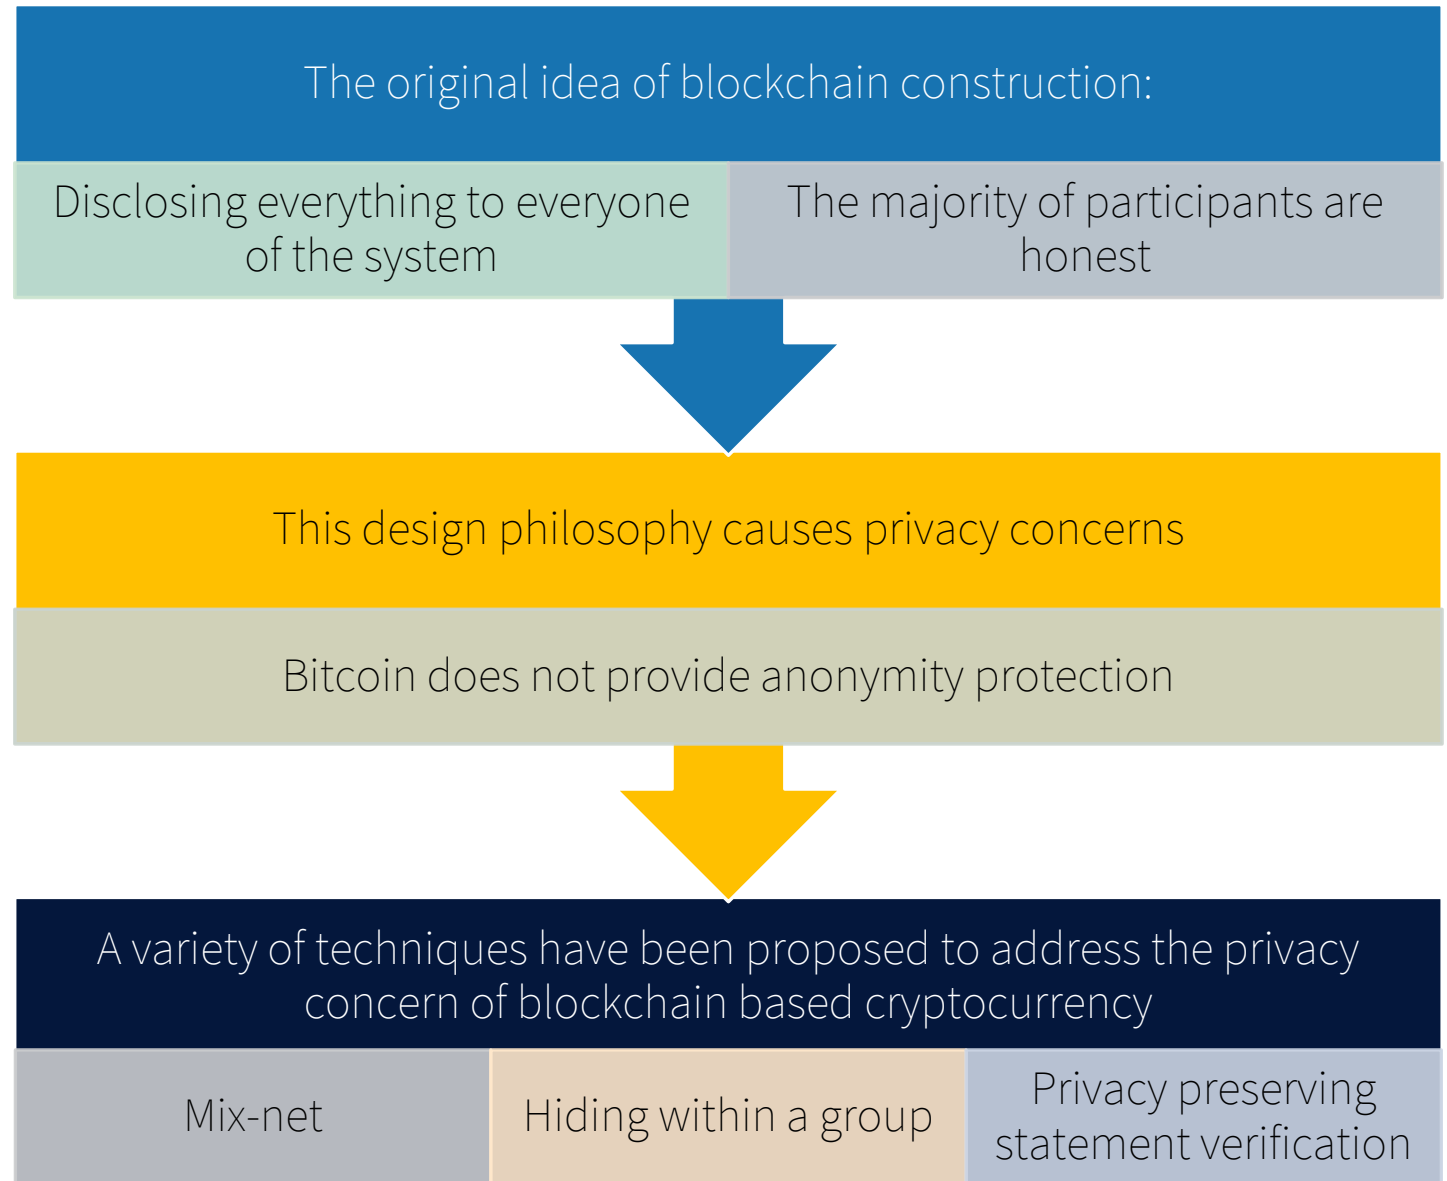 The original idea of blockchain construction:
Disclosing everything to everyone
of the system
The majority of participants are
honest
This design philosophy causes privacy concerns
Bitcoin does not provide anonymity protection
A variety of techniques have been proposed to address the privacy
concern of blockchain based cryptocurrency
Mix-net
Hiding within a group
Privacy preserving
statement verification